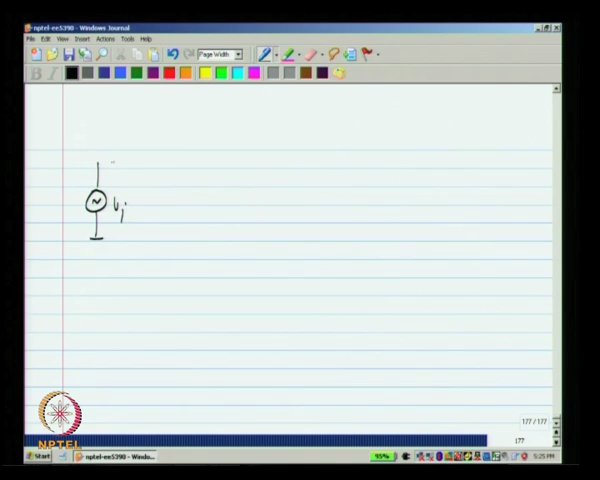 nptel-ee5390 - Windows Journal
File Edit View Insert Actions Tools Help
Page Width
B I
Vi
177 / 177
177
NPTEL
Start nptel-ee5390 - Windo... 95% 5:25 PM